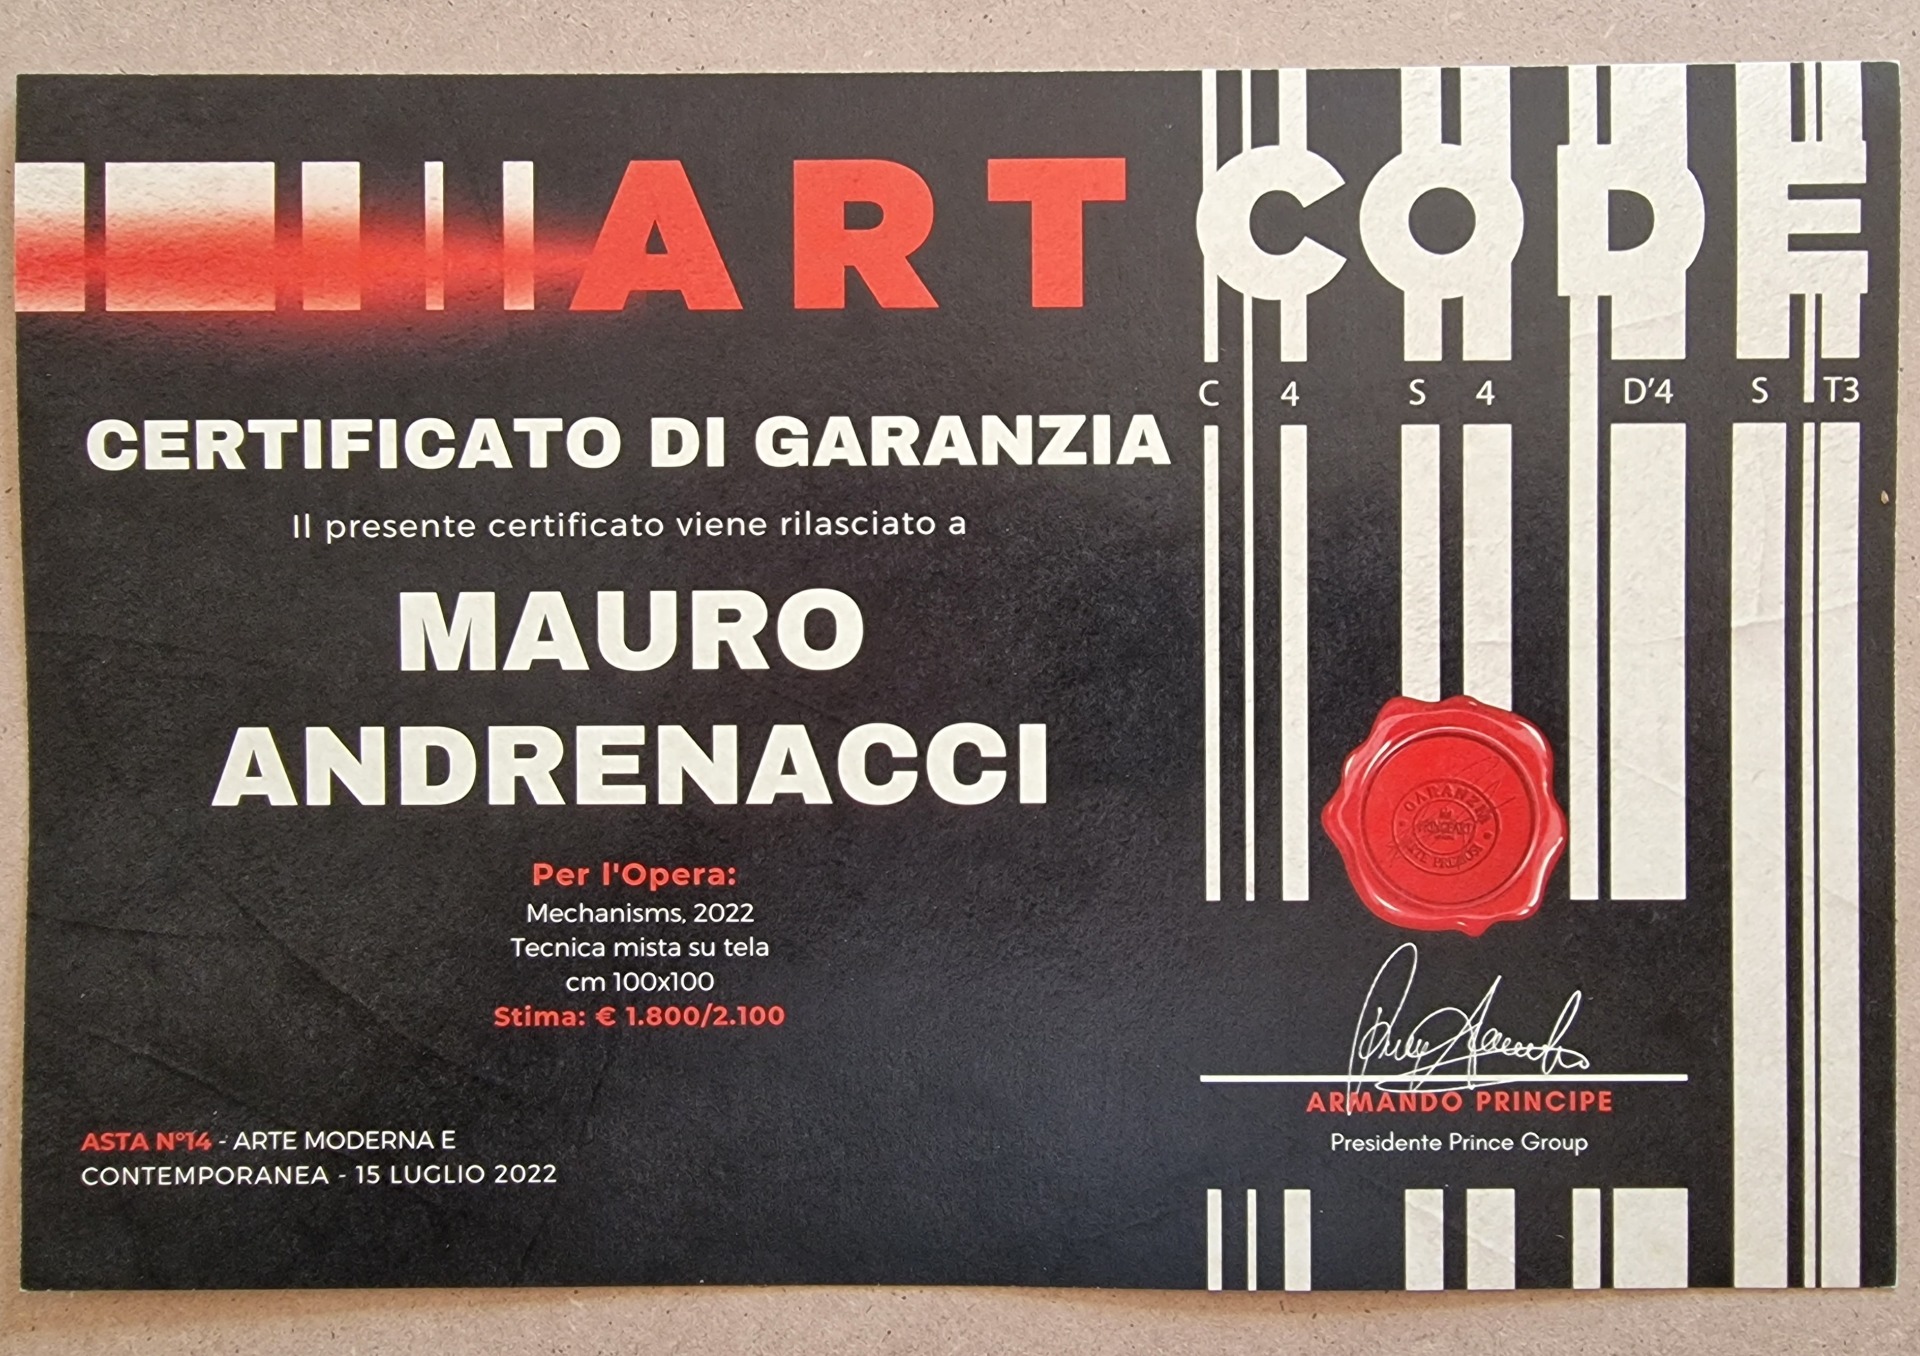 ART CODE
C 4 S 4 D'4 S T3
CERTIFICATO DI GARANZIA
Il presente certificato viene rilasciato a
MAURO
ANDRENACCI
Per l'Opera:
Mechanisms, 2022
Tecnica mista su tela
cm 100x100
Stima: € 1.800/2.100
ASTA N°14 - ARTE MODERNA E
CONTEMPORANEA - 15 LUGLIO 2022
GARANZIA
ARMANDO PRINCIPE
Presidente Prince Group